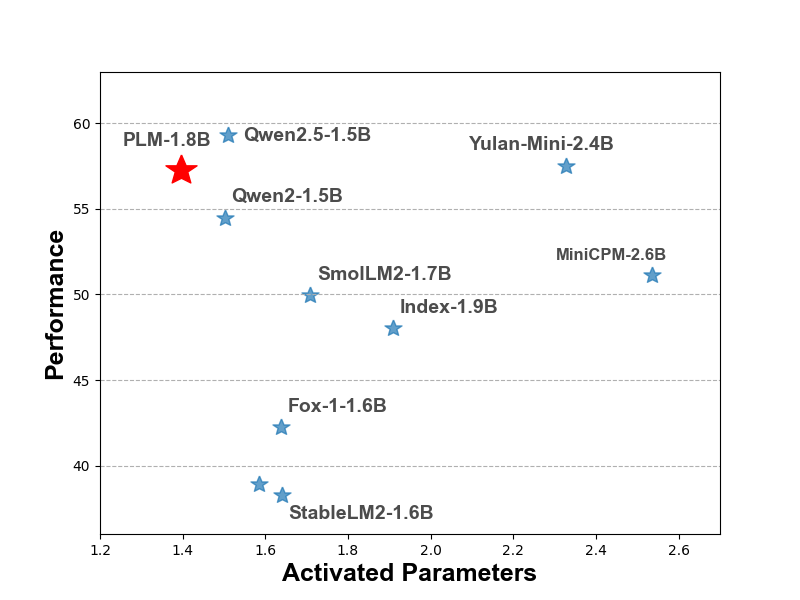 60
55
50
45
40
Performance
PLM-1.8B
Qwen2.5-1.5B
Yulan-Mini-2.4B
Qwen2-1.5B
MiniCPM-2.6B
SmolLM2-1.7B
Index-1.9B
Fox-1-1.6B
StableLM2-1.6B
1.2 1.4 1.6 1.8 2.0 2.2 2.4 2.6
Activated Parameters